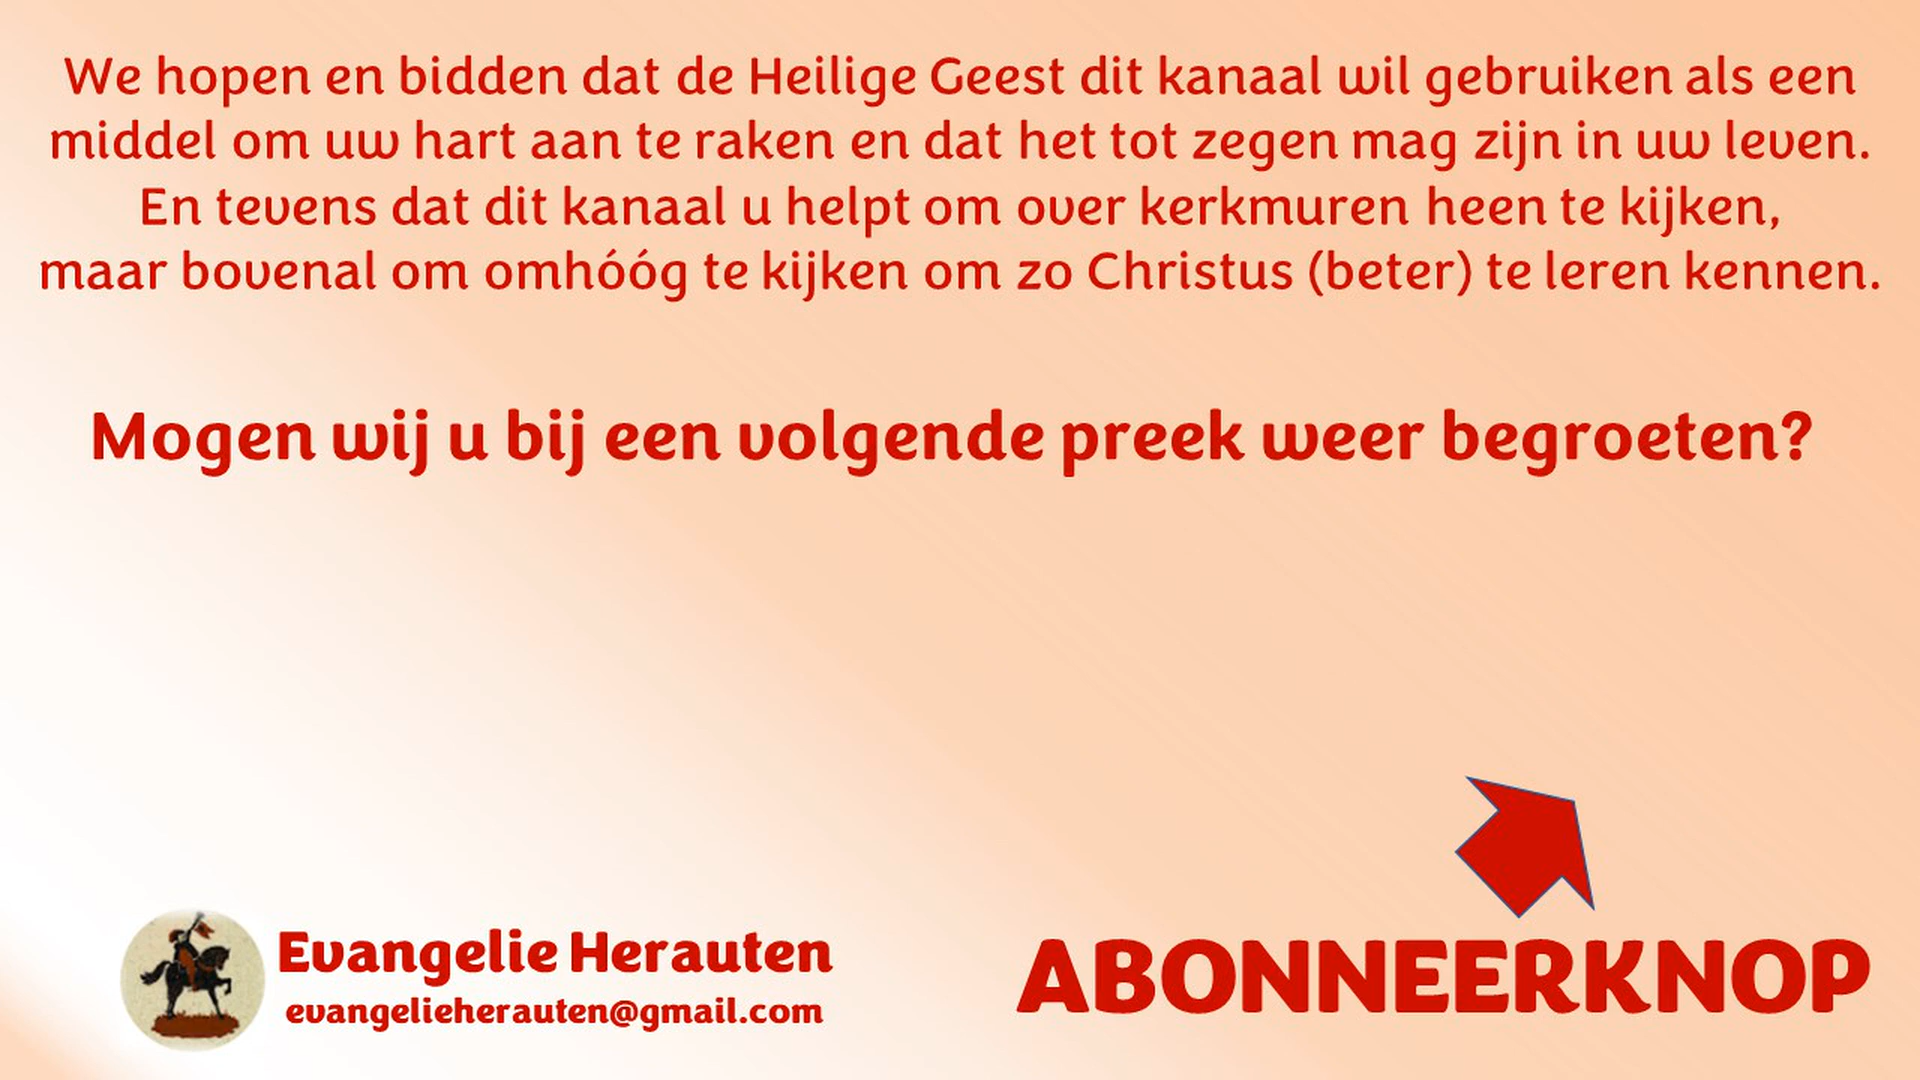 We hopen en bidden dat de Heilige Geest dit kanaal wil gebruiken als een
middel om uw hart aan te raken en dat het tot zegen mag zijn in uw leven.
En tevens dat dit kanaal u helpt om over kerkmuren heen te kijken,
maar bovenal om omhóóg te kijken om zo Christus (beter) te leren kennen.
Mogen wij u bij een volgende preek weer begroeten?
Evangelie Herauten
evangelieherauten@gmail.com
ABONNEERKNOP